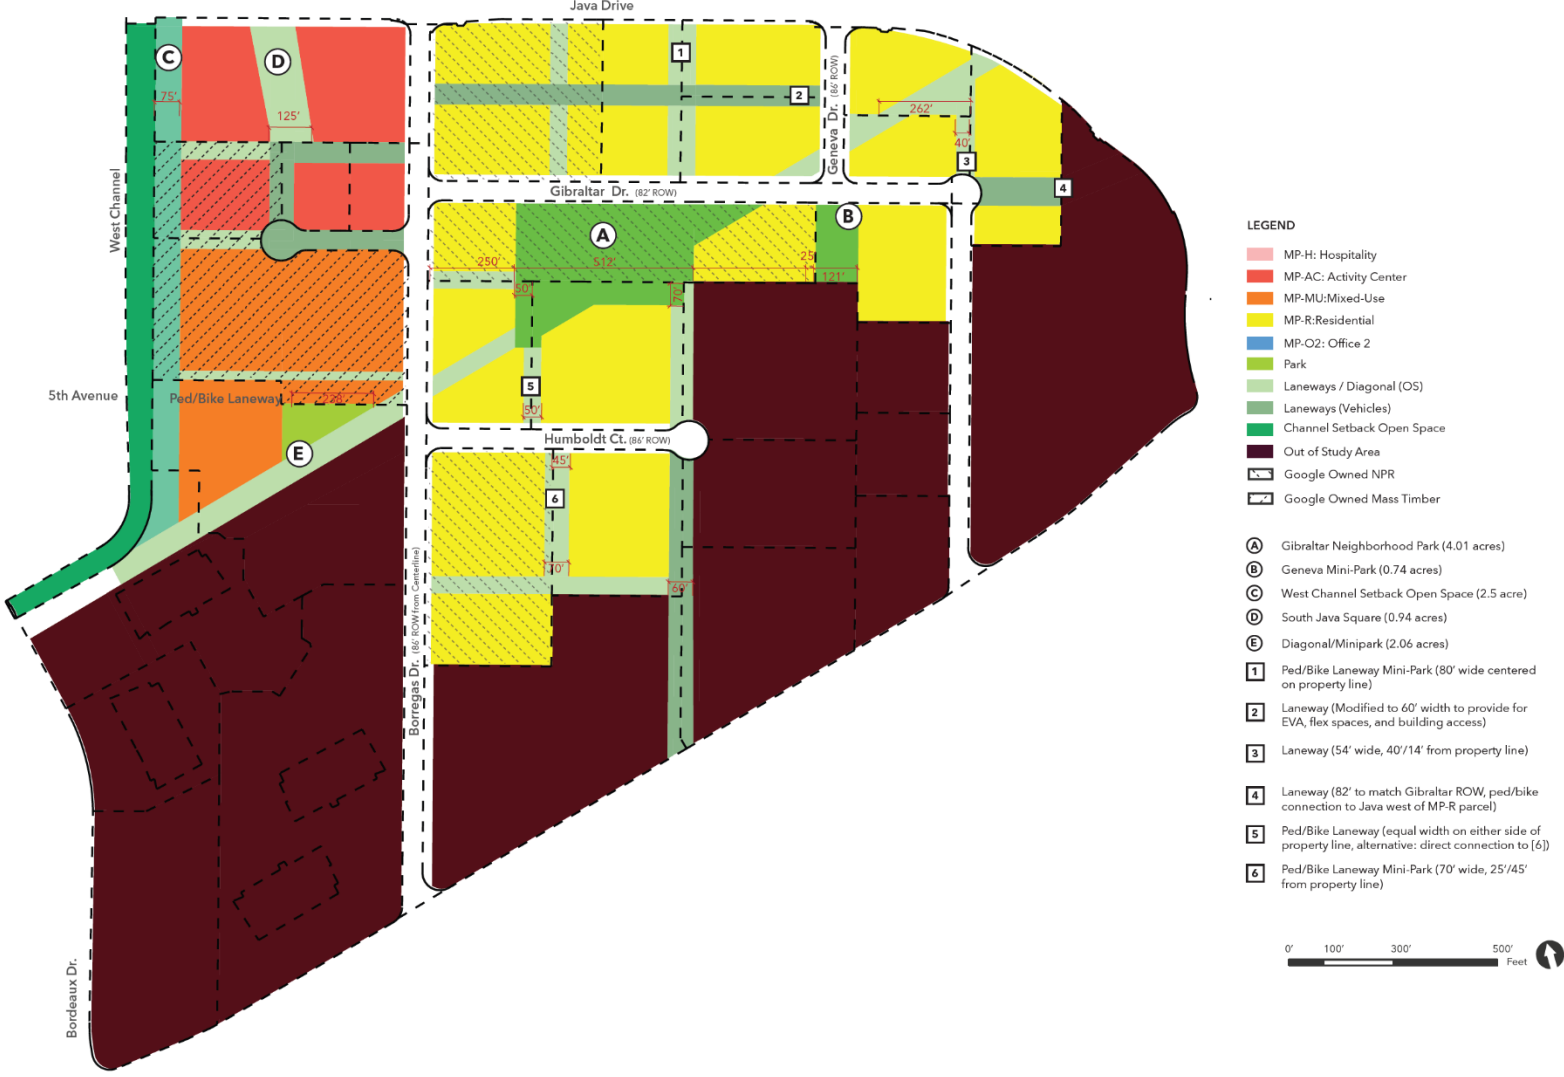 Java Drive
C
D
75'
125'
1
2
Geneva Dr. (86' ROW)
262'
40'
3
4
West Channel
Gibraltar Dr. (82' ROW)
A
B
250'
512'
25
121'
50'
70'
5th Avenue
Ped/Bike Laneway
228'
5
50'
E
Humboldt Ct. (86' ROW)
45'
6
70'
60'
Borregas Dr. (86' ROW from Centerline)
Bordeaux Dr.
LEGEND
MP-H: Hospitality
MP-AC: Activity Center
MP-MU:Mixed-Use
MP-R:Residential
MP-O2: Office 2
Park
Laneways / Diagonal (OS)
Laneways (Vehicles)
Channel Setback Open Space
Out of Study Area
Google Owned NPR
Google Owned Mass Timber
A Gibraltar Neighborhood Park (4.01 acres)
B Geneva Mini-Park (0.74 acres)
C West Channel Setback Open Space (2.5 acre)
D South Java Square (0.94 acres)
E Diagonal/Minipark (2.06 acres)
1 Ped/Bike Laneway Mini-Park (80' wide centered
on property line)
2 Laneway (Modified to 60' width to provide for
EVA, flex spaces, and building access)
3 Laneway (54' wide, 40'/14' from property line)
4 Laneway (82' to match Gibraltar ROW, ped/bike
connection to Java west of MP-R parcel)
5 Ped/Bike Laneway (equal width on either side of
property line, alternative: direct connection to [6])
6 Ped/Bike Laneway Mini-Park (70' wide, 25'/45'
from property line)
0' 100' 300' 500'
Feet